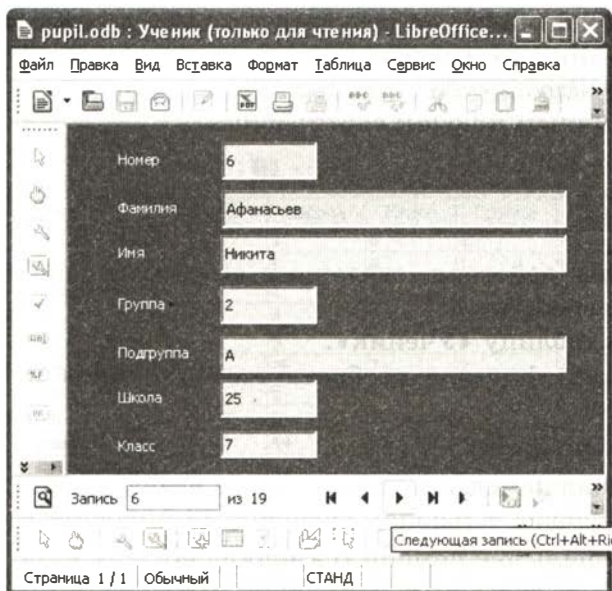 pupil.odb : Ученик (только для чтения) - LibreOffice...
Файл Правка Вид Вставка Формат Таблица Сервис Окно Справка
Номер 6
Фамилия Афанасьев
Имя Никита
Группа 2
Подгруппа А
Школа 25
Класс 7
Запись 6 из 19
Следующая запись (Ctrl+Alt+Ri
Страница 1 / 1 Обычный СТАНД